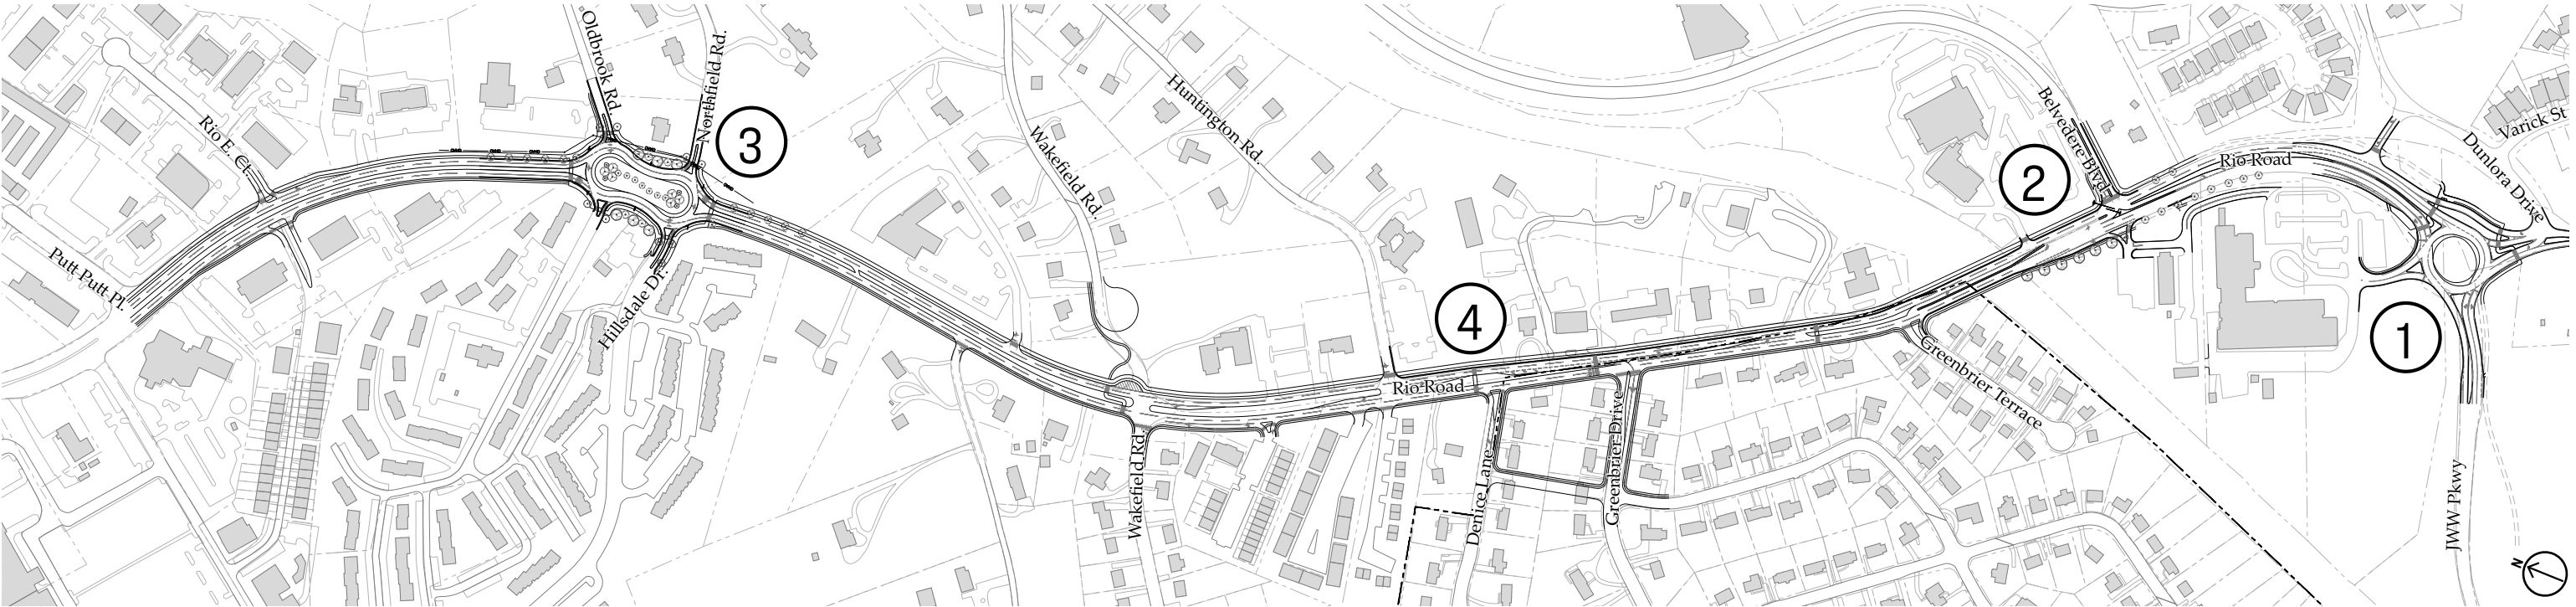 Oldbrook Rd.
Northfield Rd.
3
Rio E. Ct.
Putt Putt Pl.
Hillsdale Dr.
Wakefield Rd.
Huntington Rd.
Wakefield Rd.
4
Rio Road
Denice Lane
Greenbrier Drive
Greenbrier Terrace
2
Belvedere Blvd.
Rio Road
Varick St
Dunlora Drive
1
JWW Pkwy
N